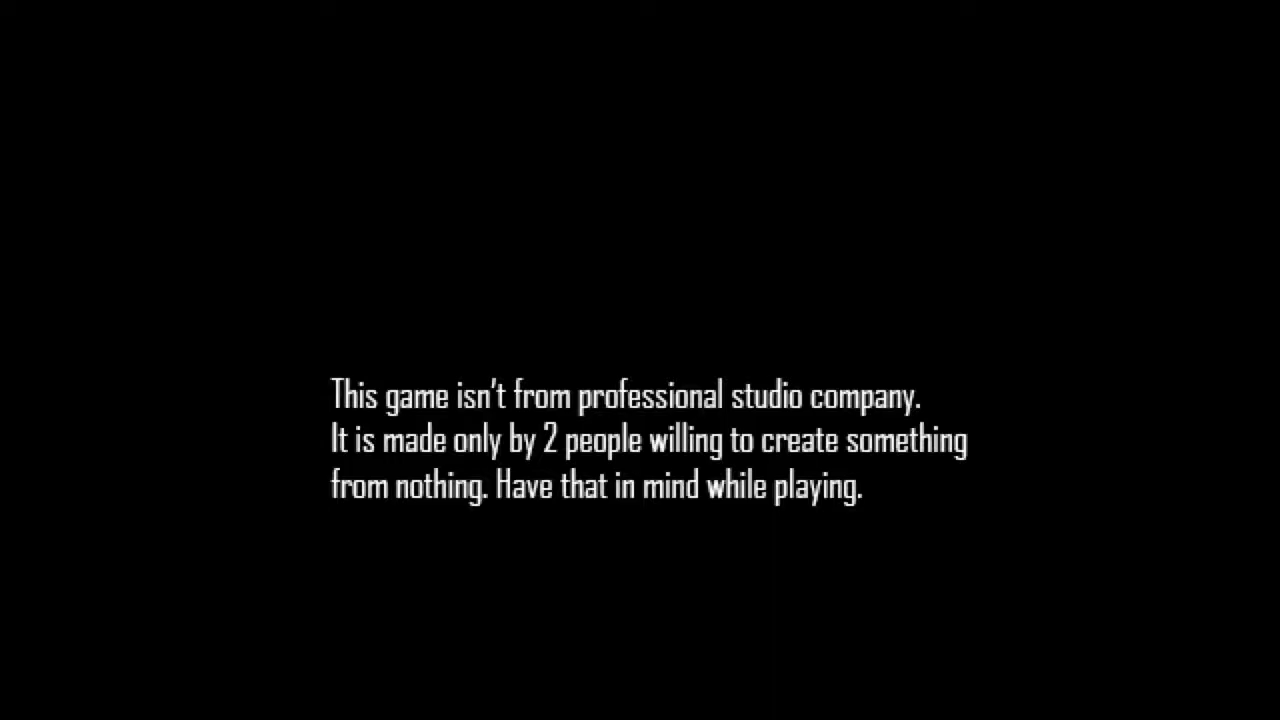 This game isn't from professional studio company.
It is made only by 2 people willing to create something
from nothing. Have that in mind while playing.